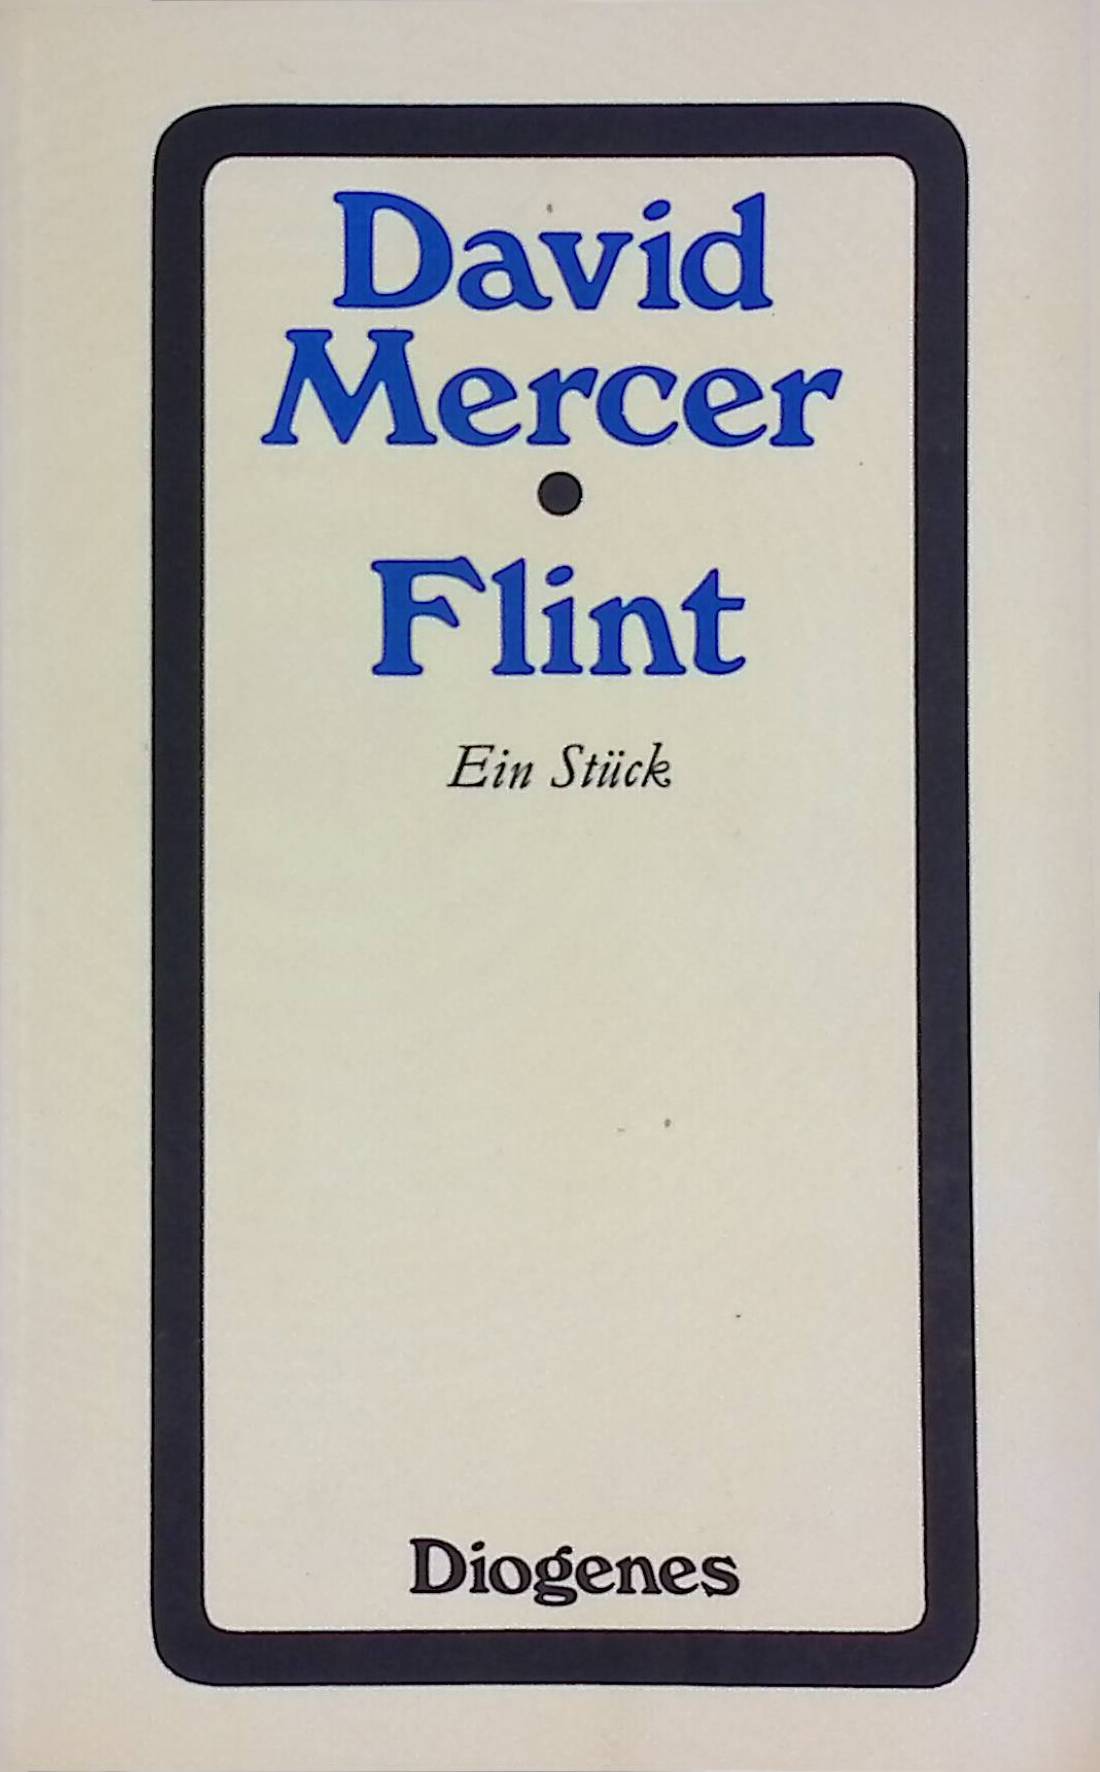 David
Mercer
Flint
Ein Stück
Diogenes